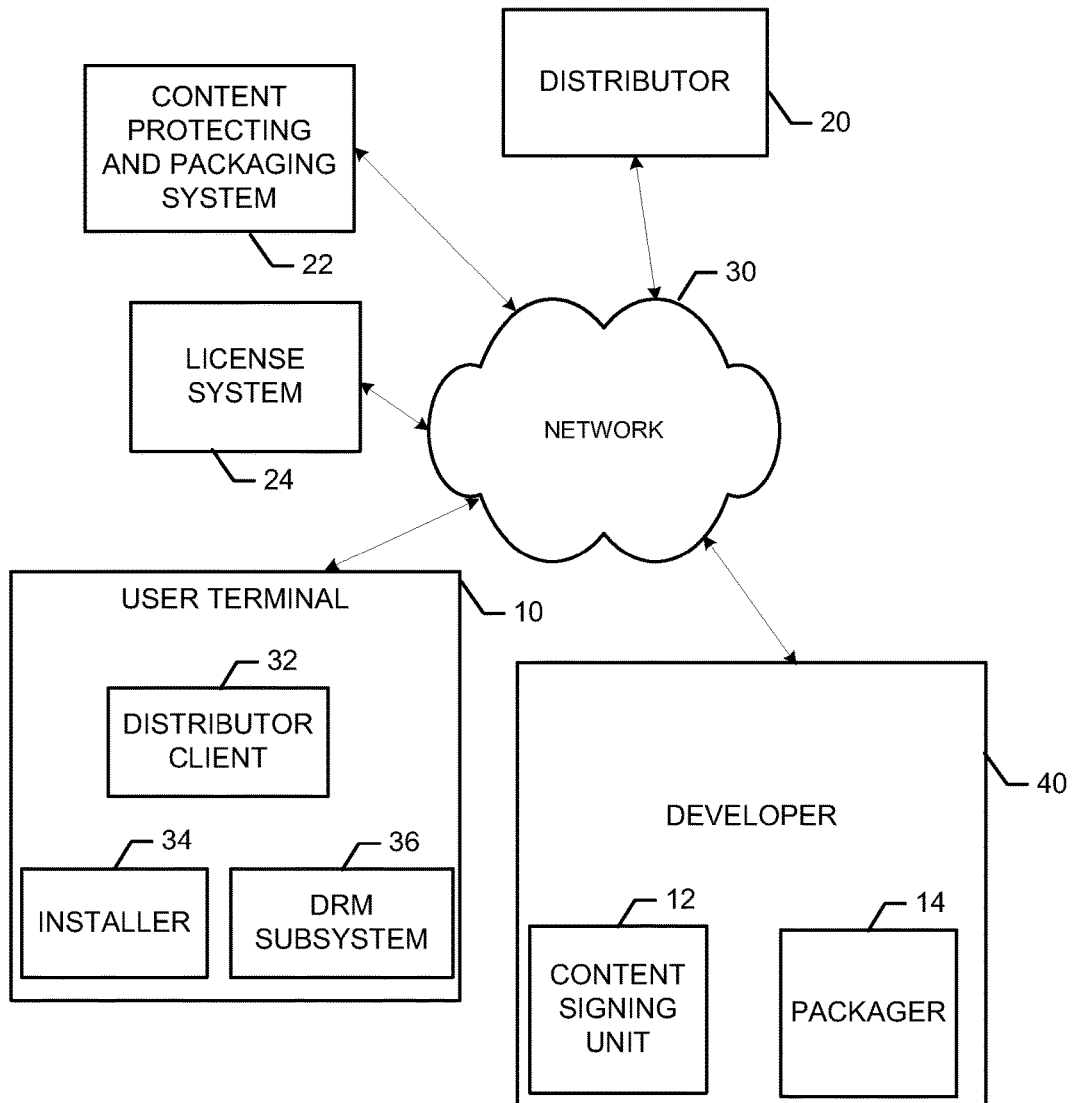 DISTRIBUTOR
20
CONTENT
PROTECTING
AND PACKAGING
SYSTEM
22
30
LICENSE
SYSTEM
24
NETWORK
USER TERMINAL
10
32
DISTRIBUTOR
CLIENT
34
INSTALLER
36
DRM
SUBSYSTEM
40
DEVELOPER
12
CONTENT
SIGNING
UNIT
14
PACKAGER